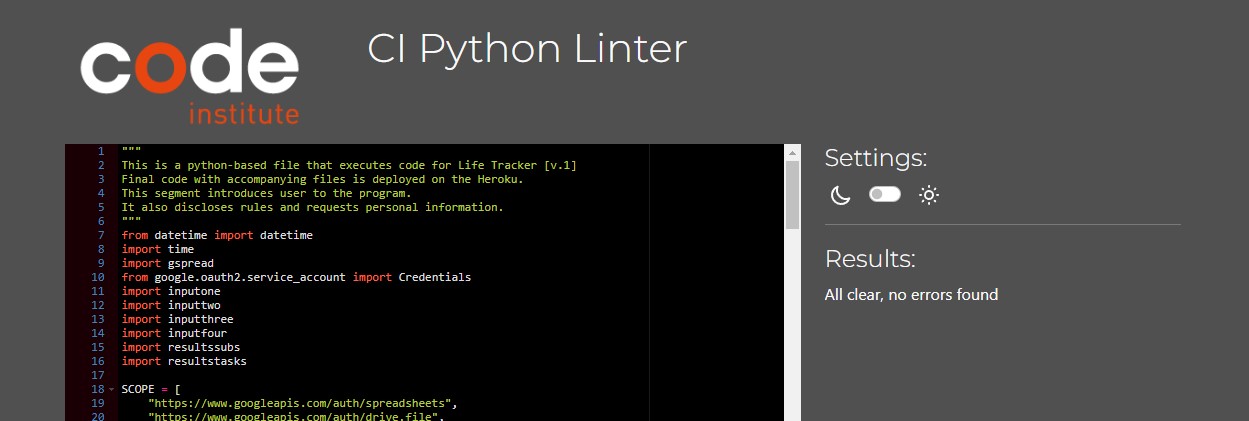 code
institute
CI Python Linter
1 """
2 This is a python-based file that executes code for Life Tracker [v.1]
3 Final code with accompanying files is deployed on the Heroku.
4 This segment introduces user to the program.
5 It also discloses rules and requests personal information.
6 """
7 from datetime import datetime
8 import time
9 import gspread
10 from google.oauth2.service_account import Credentials
11 import inputone
12 import inputtwo
13 import inputthree
14 import inputfour
15 import resultssubs
16 import resultstasks
17
18 SCOPE = [
19 "https://www.googleapis.com/auth/spreadsheets",
20 "https://www.googleapis.com/auth/drive.file",
Settings:
Results:
All clear, no errors found